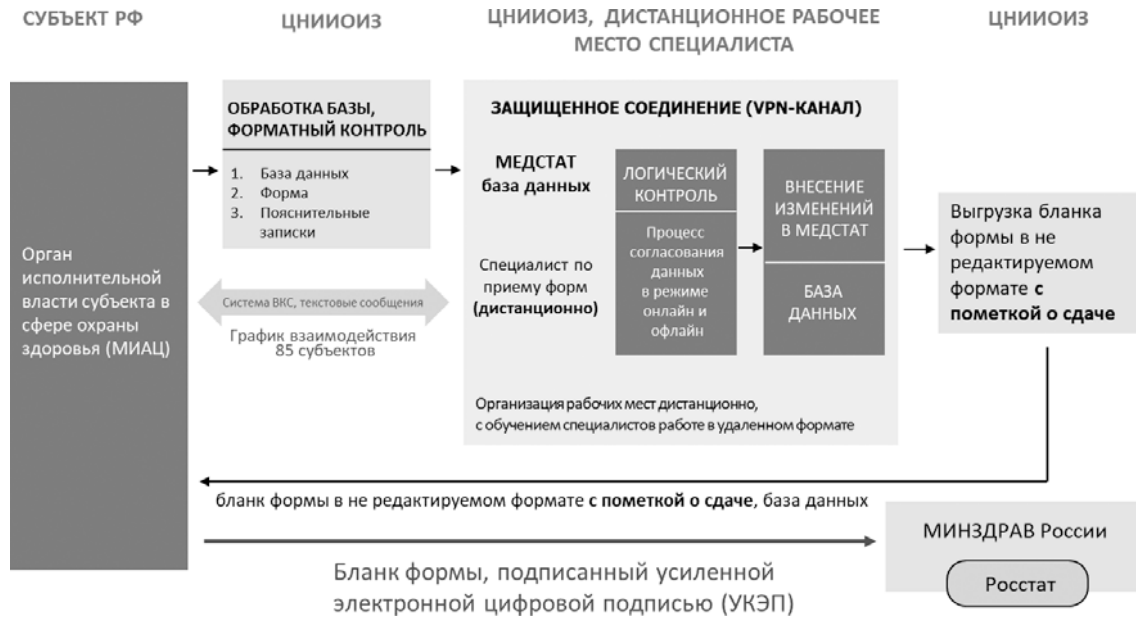 СУБЪЕКТ РФ
ЦНИИОИЗ
ЦНИИОИЗ, ДИСТАНЦИОННОЕ РАБОЧЕЕ
МЕСТО СПЕЦИАЛИСТА
ЦНИИОИЗ
Орган
исполнительной
власти субъекта в
сфере охраны
здоровья (МИАЦ)
ОБРАБОТКА БАЗЫ,
ФОРМАТНЫЙ КОНТРОЛЬ
1. База данных
2. Форма
3. Пояснительные
записки
Система ВКС, текстовые сообщения
График взаимодействия
85 субъектов
ЗАЩИЩЕННОЕ СОЕДИНЕНИЕ (VPN-КАНАЛ)
МЕДСТАТ
база данных
Специалист по
приему форм
(дистанционно)
ЛОГИЧЕСКИЙ
КОНТРОЛЬ
Процесс
согласования
данных
в режиме
онлайн и
офлайн
ВНЕСЕНИЕ
ИЗМЕНЕНИЙ
В МЕДСТАТ
БАЗА
ДАННЫХ
Организация рабочих мест дистанционно,
с обучением специалистов работе в удаленном формате
Выгрузка бланка
формы в не
редактируемом
формате с
пометкой о сдаче
бланк формы в не редактируемом формате с пометкой о сдаче, база данных
Бланк формы, подписанный усиленной
электронной цифровой подписью (УКЭП)
МИНЗДРАВ России
Росстат